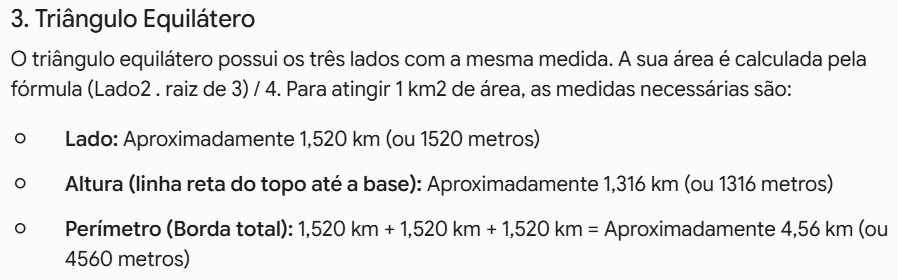 3. Triângulo Equilátero
O triângulo equilátero possui os três lados com a mesma medida. A sua área é calculada pela
fórmula (Lado2 . raiz de 3) / 4. Para atingir 1 km2 de área, as medidas necessárias são:
Lado: Aproximadamente 1,520 km (ou 1520 metros)
Altura (linha reta do topo até a base): Aproximadamente 1,316 km (ou 1316 metros)
Perímetro (Borda total): 1,520 km + 1,520 km + 1,520 km = Aproximadamente 4,56 km (ou
4560 metros)